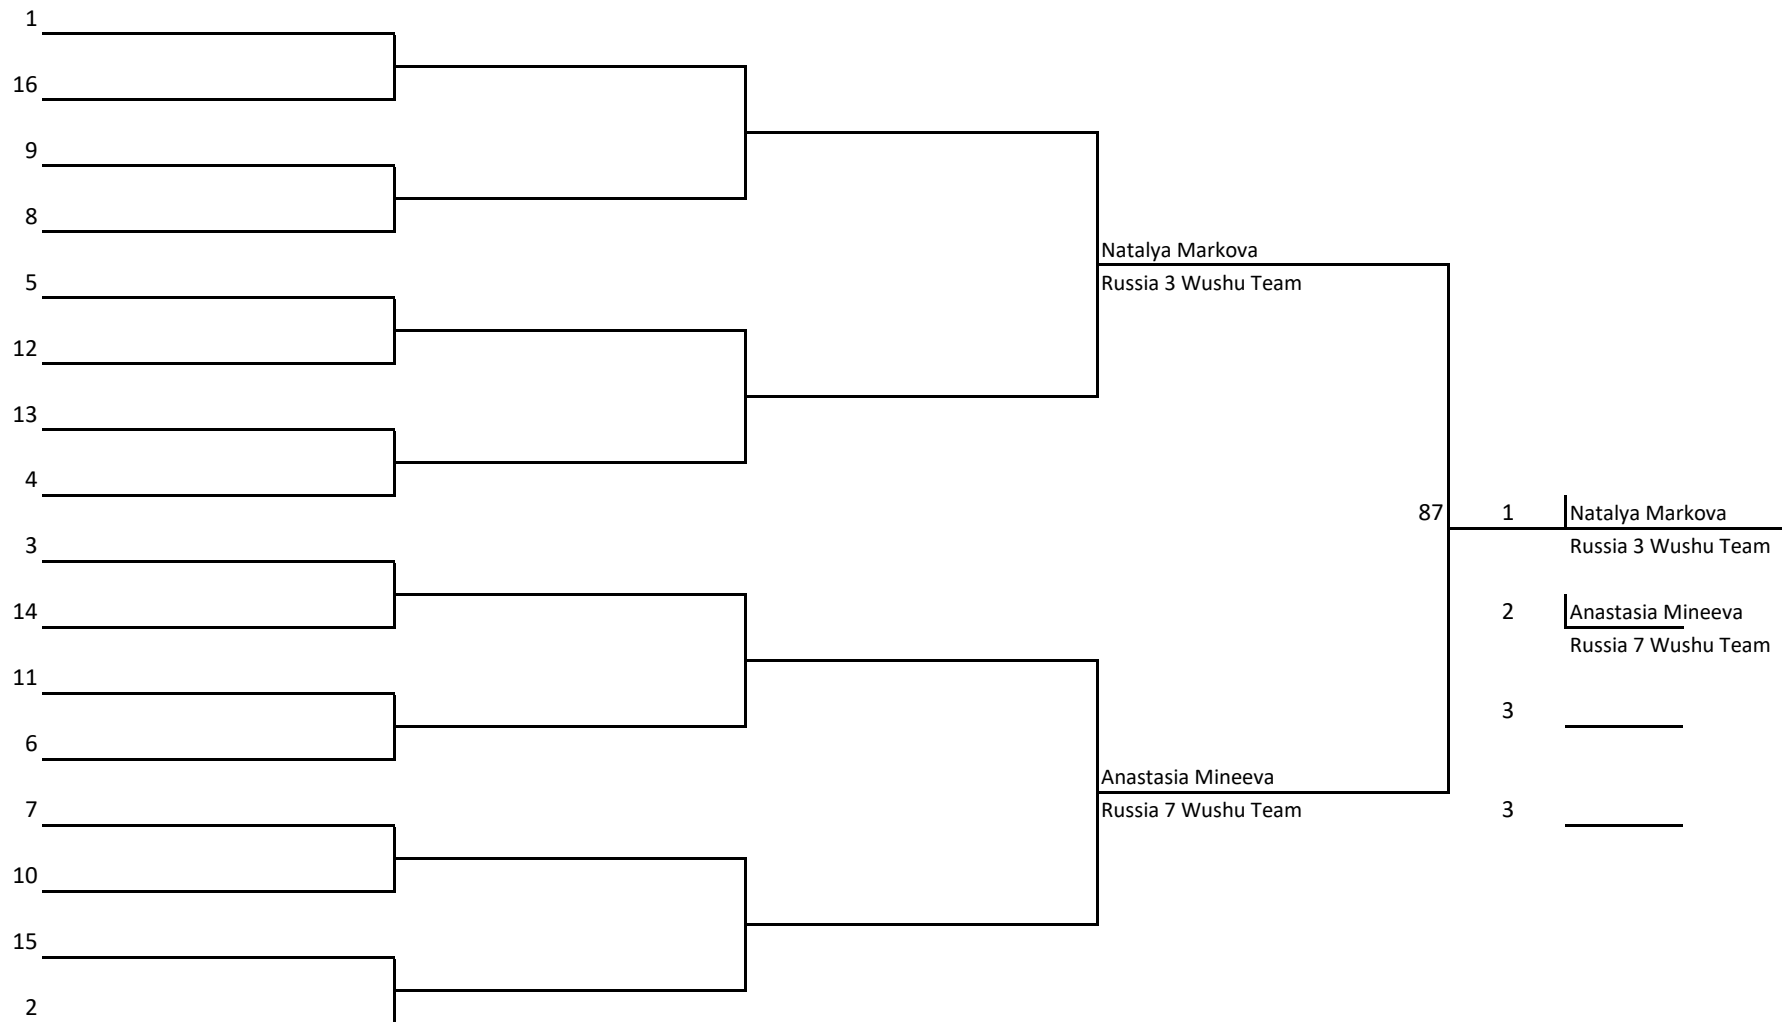 1
16
9
8
5
12
13
4
3
14
11
6
7
10
15
2
Natalya Markova
Russia 3 Wushu Team
Anastasia Mineeva
Russia 7 Wushu Team
87
1
Natalya Markova
Russia 3 Wushu Team
2
Anastasia Mineeva
Russia 7 Wushu Team
3
3